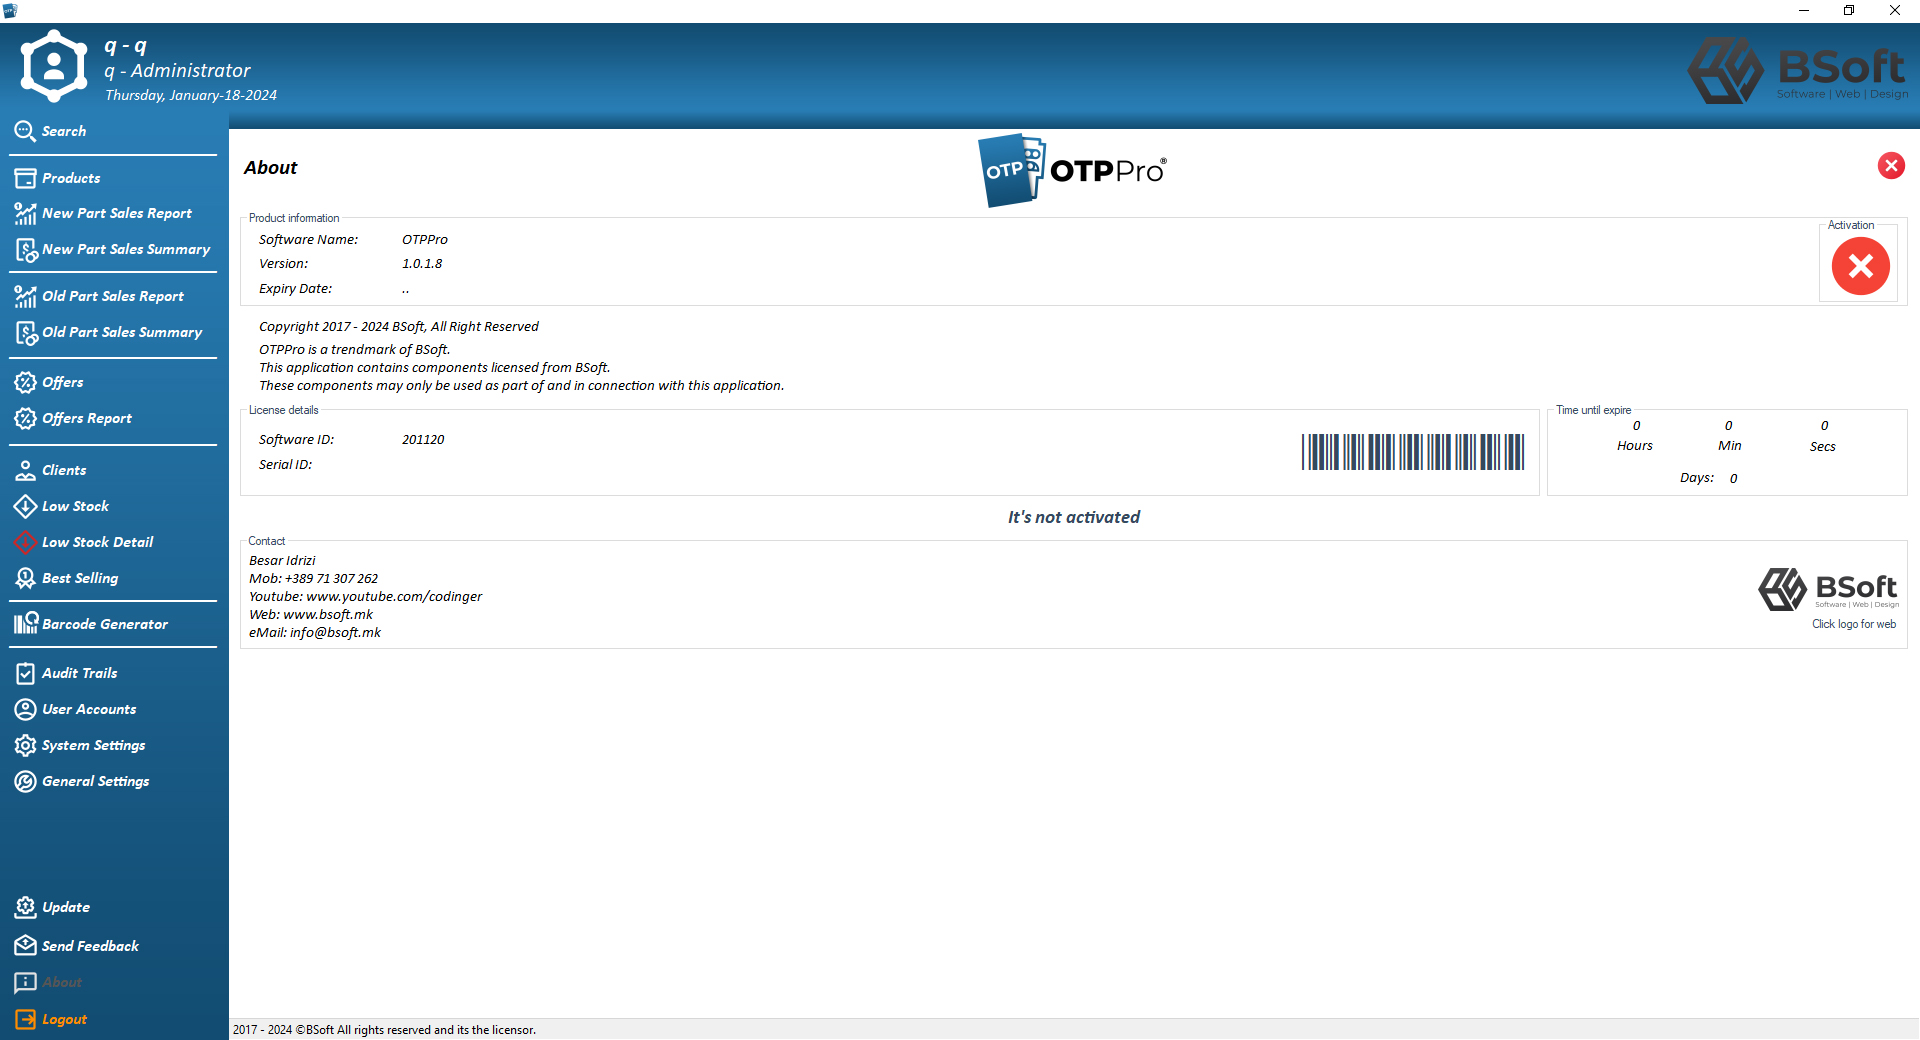 q - q
q - Administrator
Thursday, January-18-2024
BSoft
Software | Web | Design
Search
Products
New Part Sales Report
New Part Sales Summary
Old Part Sales Report
Old Part Sales Summary
Offers
Offers Report
Clients
Low Stock
Low Stock Detail
Best Selling
Barcode Generator
Audit Trails
User Accounts
System Settings
General Settings
Update
Send Feedback
About
Logout
About
OTP
OTPPro®
Product information
Software Name: OTPPro
Version: 1.0.1.8
Expiry Date: ..
Activation
Copyright 2017 - 2024 BSoft, All Right Reserved
OTPPro is a trendmark of BSoft.
This application contains components licensed from BSoft.
These components may only be used as part of and in connection with this application.
License details
Software ID: 201120
Serial ID:
Time until expire
0 0 0
Hours Min Secs
Days: 0
It's not activated
Contact
Besar Idrizi
Mob: +389 71 307 262
Youtube: www.youtube.com/codinger
Web: www.bsoft.mk
eMail: info@bsoft.mk
BSoft
Software | Web | Design
Click logo for web
2017 - 2024 ©BSoft All rights reserved and its the licensor.